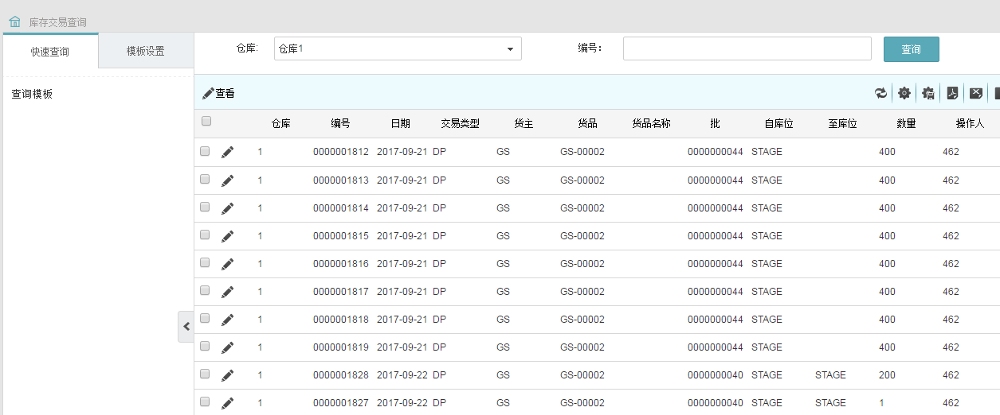 库存交易查询
快速查询 模板设置 仓库: 仓库1 编号: 查询
查询模板 查看
仓库 编号 日期 交易类型 货主 货品 货品名称 批 自库位 至库位 数量 操作人
1 0000001812 2017-09-21 DP GS GS-00002 0000000044 STAGE 400 462
1 0000001813 2017-09-21 DP GS GS-00002 0000000044 STAGE 400 462
1 0000001814 2017-09-21 DP GS GS-00002 0000000044 STAGE 400 462
1 0000001815 2017-09-21 DP GS GS-00002 0000000044 STAGE 400 462
1 0000001816 2017-09-21 DP GS GS-00002 0000000044 STAGE 400 462
1 0000001817 2017-09-21 DP GS GS-00002 0000000044 STAGE 400 462
1 0000001818 2017-09-21 DP GS GS-00002 0000000044 STAGE 400 462
1 0000001819 2017-09-21 DP GS GS-00002 0000000044 STAGE 400 462
1 0000001828 2017-09-22 DP GS GS-00002 0000000040 STAGE STAGE 200 462
1 0000001827 2017-09-22 DP GS GS-00002 0000000040 STAGE STAGE 1 462